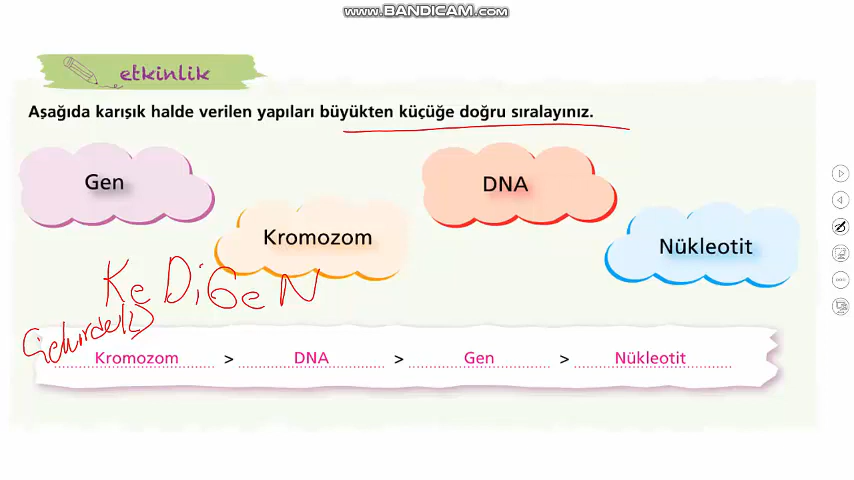 www.BANDICAM.com
etkinlik
Aşağıda karışık halde verilen yapıları büyükten küçüğe doğru sıralayınız.
Gen
DNA
Kromozom
Nükleotit
KeDiGeN
Kromozom > DNA > Gen > Nükleotit